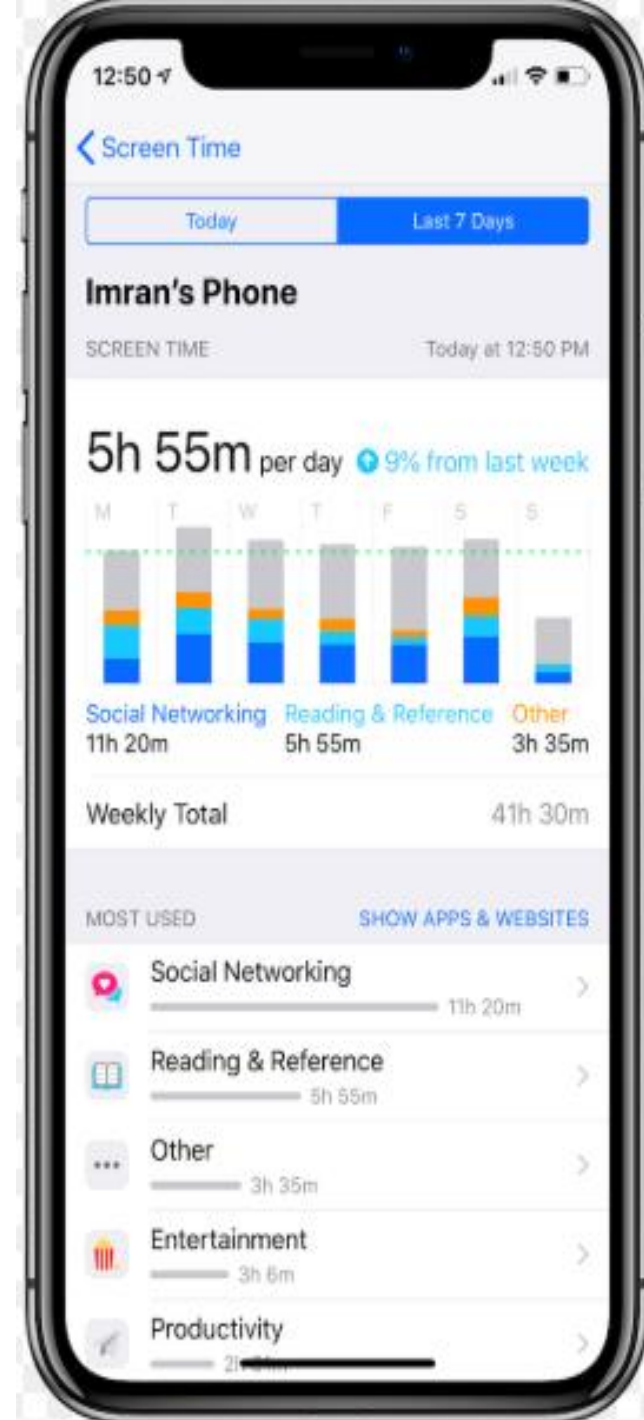 12:50
Screen Time
Today Last 7 Days
Imran's Phone
SCREEN TIME Today at 12:50 PM
5h 55m per day 9% from last week
M T W T F S S
Social Networking Reading & Reference Other
11h 20m 5h 55m 3h 35m
Weekly Total 41h 30m
MOST USED SHOW APPS & WEBSITES
Social Networking
11h 20m
Reading & Reference
5h 55m
Other
3h 35m
Entertainment
3h 6m
Productivity